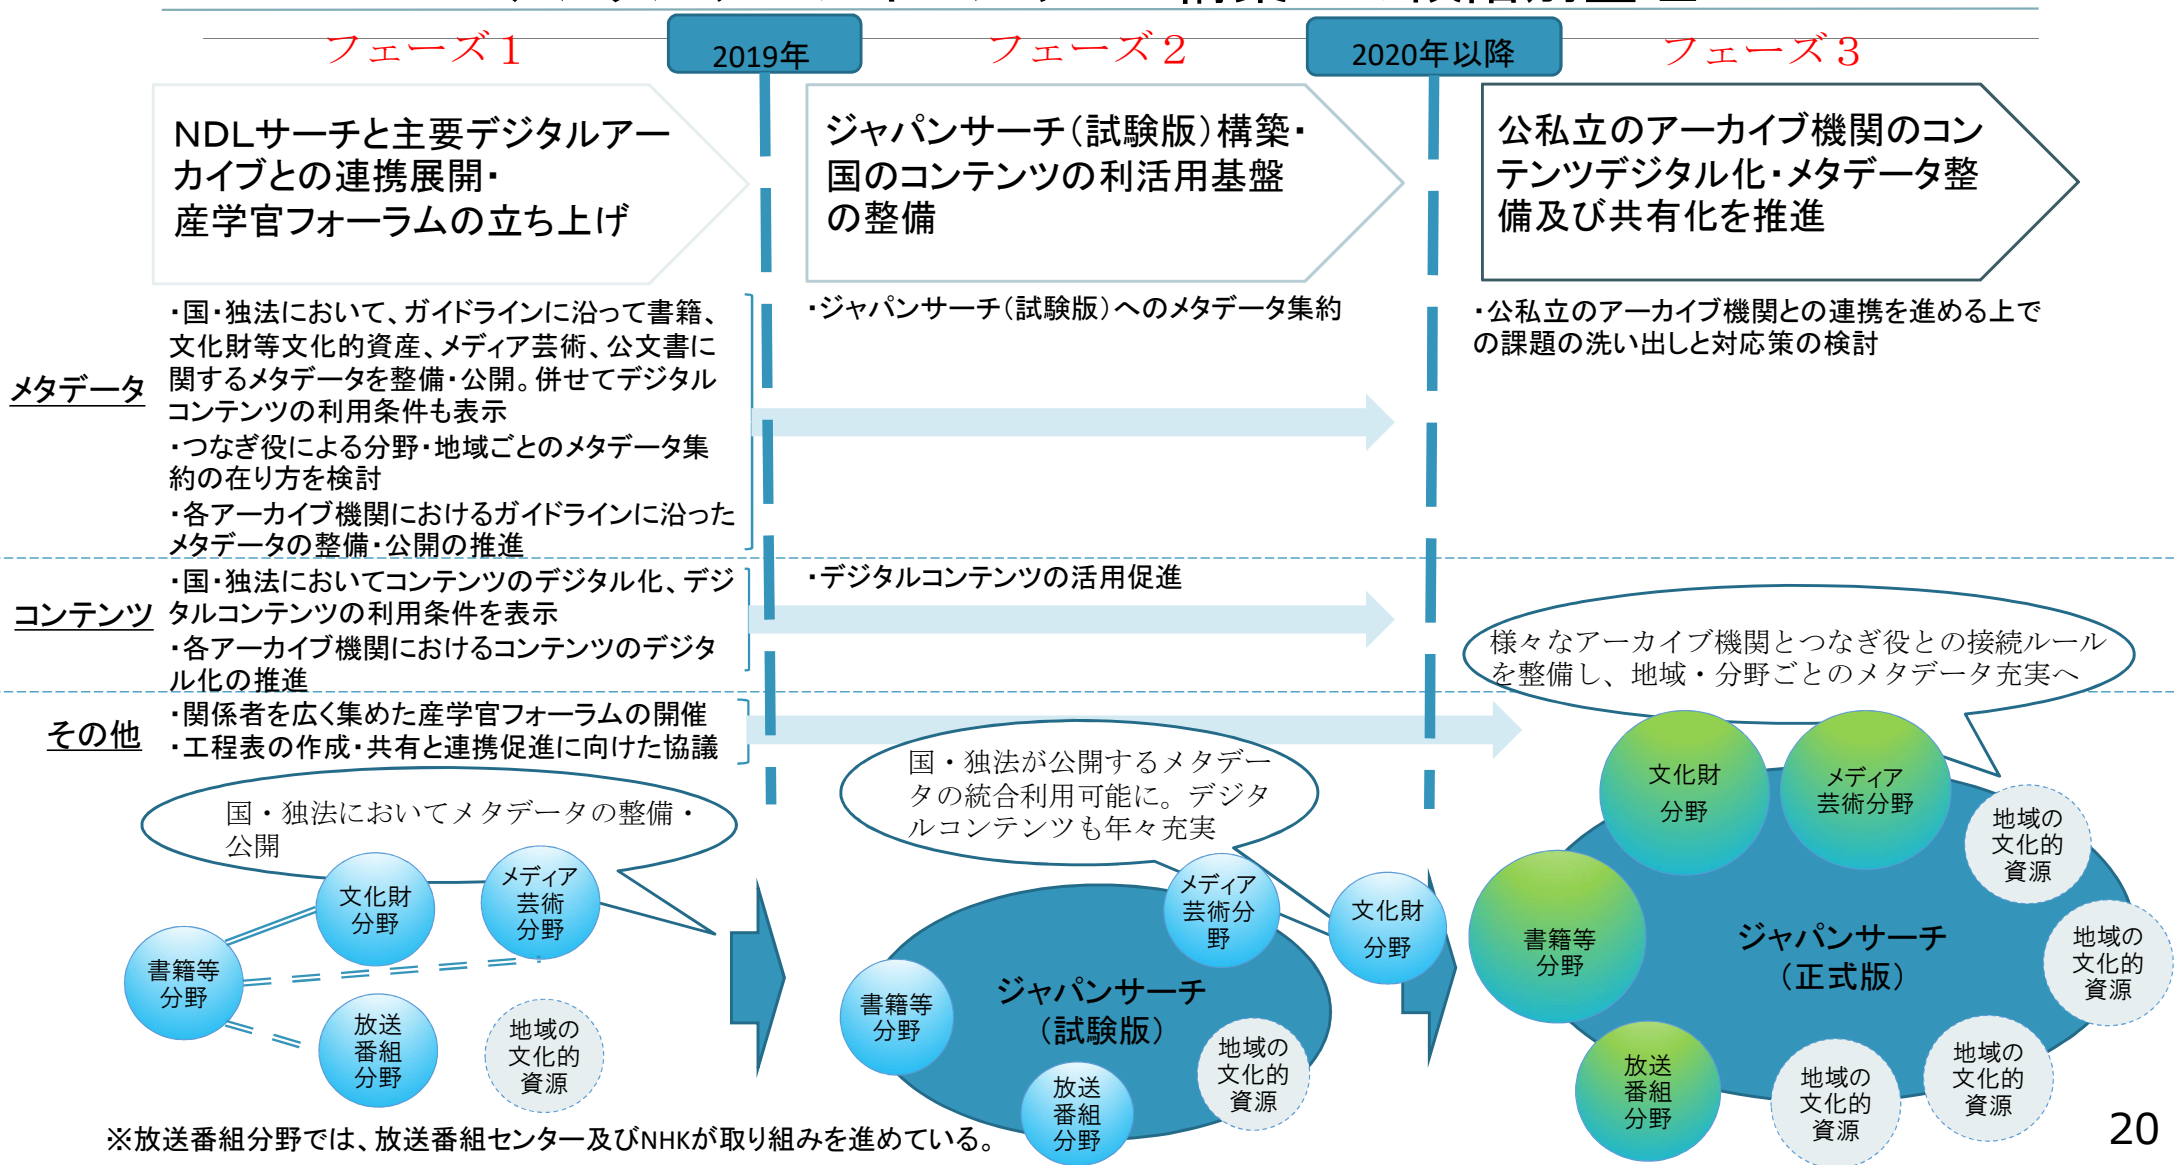 フェーズ１
2019年
フェーズ２
2020年以降
フェーズ３
NDLサーチと主要デジタルアー
カイブとの連携展開・
産学官フォーラムの立ち上げ
ジャパンサーチ（試験版）構築・
国のコンテンツの利活用基盤
の整備
公私立のアーカイブ機関のコン
テンツデジタル化・メタデータ整
備及び共有化を推進
メタデータ
・国・独法において、ガイドラインに沿って書籍、
文化財等文化的資産、メディア芸術、公文書に
関するメタデータを整備・公開。併せてデジタル
コンテンツの利用条件も表示
・つなぎ役による分野・地域ごとのメタデータ集
約の在り方を検討
・各アーカイブ機関におけるガイドラインに沿った
メタデータの整備・公開の推進
・ジャパンサーチ（試験版）へのメタデータ集約
・公私立のアーカイブ機関との連携を進める上で
の課題の洗い出しと対応策の検討
コンテンツ
・国・独法においてコンテンツのデジタル化、デジ
タルコンテンツの利用条件を表示
・各アーカイブ機関におけるコンテンツのデジタ
ル化の推進
・デジタルコンテンツの活用促進
その他
・関係者を広く集めた産学官フォーラムの開催
・工程表の作成・共有と連携促進に向けた協議
国・独法においてメタデータの整備・
公開
文化財
分野
メディア
芸術
分野
書籍等
分野
放送
番組
分野
地域の
文化的
資源
国・独法が公開するメタデー
タの統合利用可能に。デジタ
ルコンテンツも年々充実
メディア
芸術分
野
文化財
分野
書籍等
分野
ジャパンサーチ
（試験版）
放送
番組
分野
地域の
文化的
資源
様々なアーカイブ機関とつなぎ役との接続ルール
を整備し、地域・分野ごとのメタデータ充実へ
文化財
分野
メディア
芸術分野
地域の
文化的
資源
書籍等
分野
ジャパンサーチ
（正式版）
地域の
文化的
資源
放送
番組
分野
地域の
文化的
資源
地域の
文化的
資源
※放送番組分野では、放送番組センター及びNHKが取り組みを進めている。
20